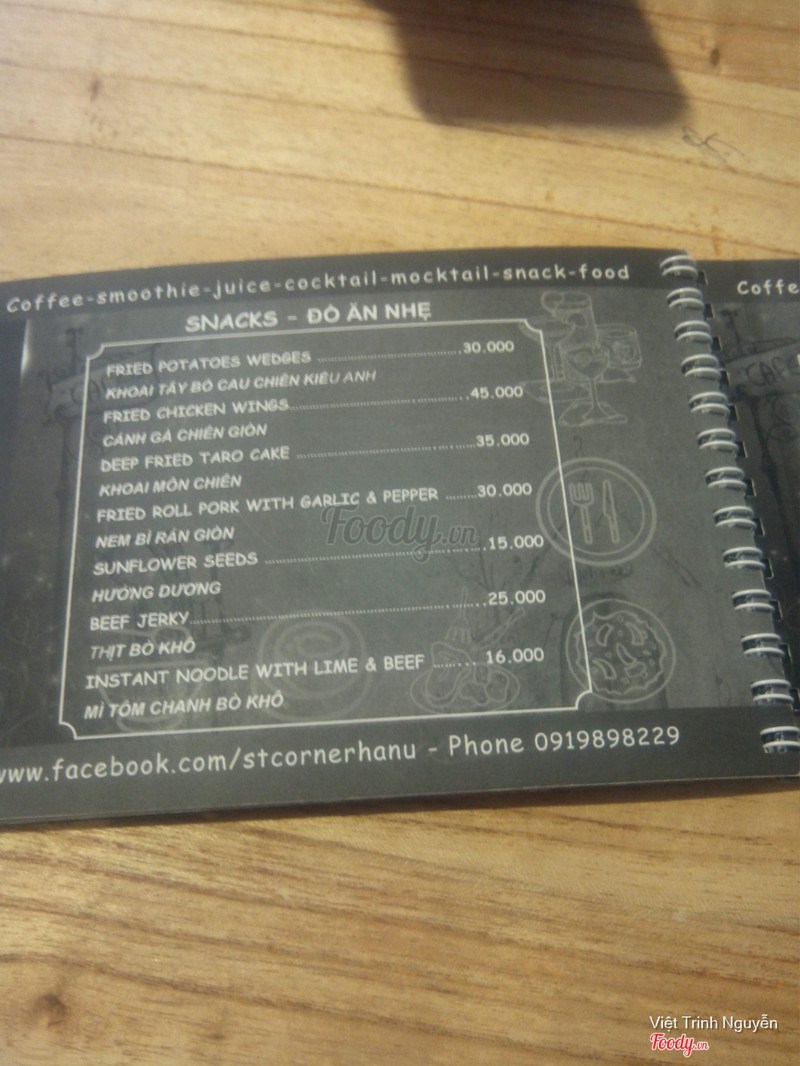 Coffee-smoothie-juice-cocktail-mocktail-snack-food
SNACKS - ĐỒ ĂN NHẸ
FRIED POTATOES WEDGES ........ 30.000
KHOAI TÂY BỒ CAU CHIÊN KIỀU ANH
FRIED CHICKEN WINGS ........ 45.000
CÁNH GÀ CHIÊN GIÒN
DEEP FRIED TARO CAKE ........ 35.000
KHOAI MÔN CHIÊN
FRIED ROLL PORK WITH GARLIC & PEPPER ........ 30.000
NEM BÌ RÁN GIÒN
SUNFLOWER SEEDS ........ 15.000
HƯỚNG DƯƠNG
BEEF JERKY ........ 25.000
THỊT BÒ KHÔ
INSTANT NOODLE WITH LIME & BEEF ........ 16.000
MÌ TÔM CHANH BÒ KHÔ
www.facebook.com/stcornerhanu - Phone 0919898229
Coffe
CAFE
Foody.vn
Việt Trinh Nguyễn
Foody.vn